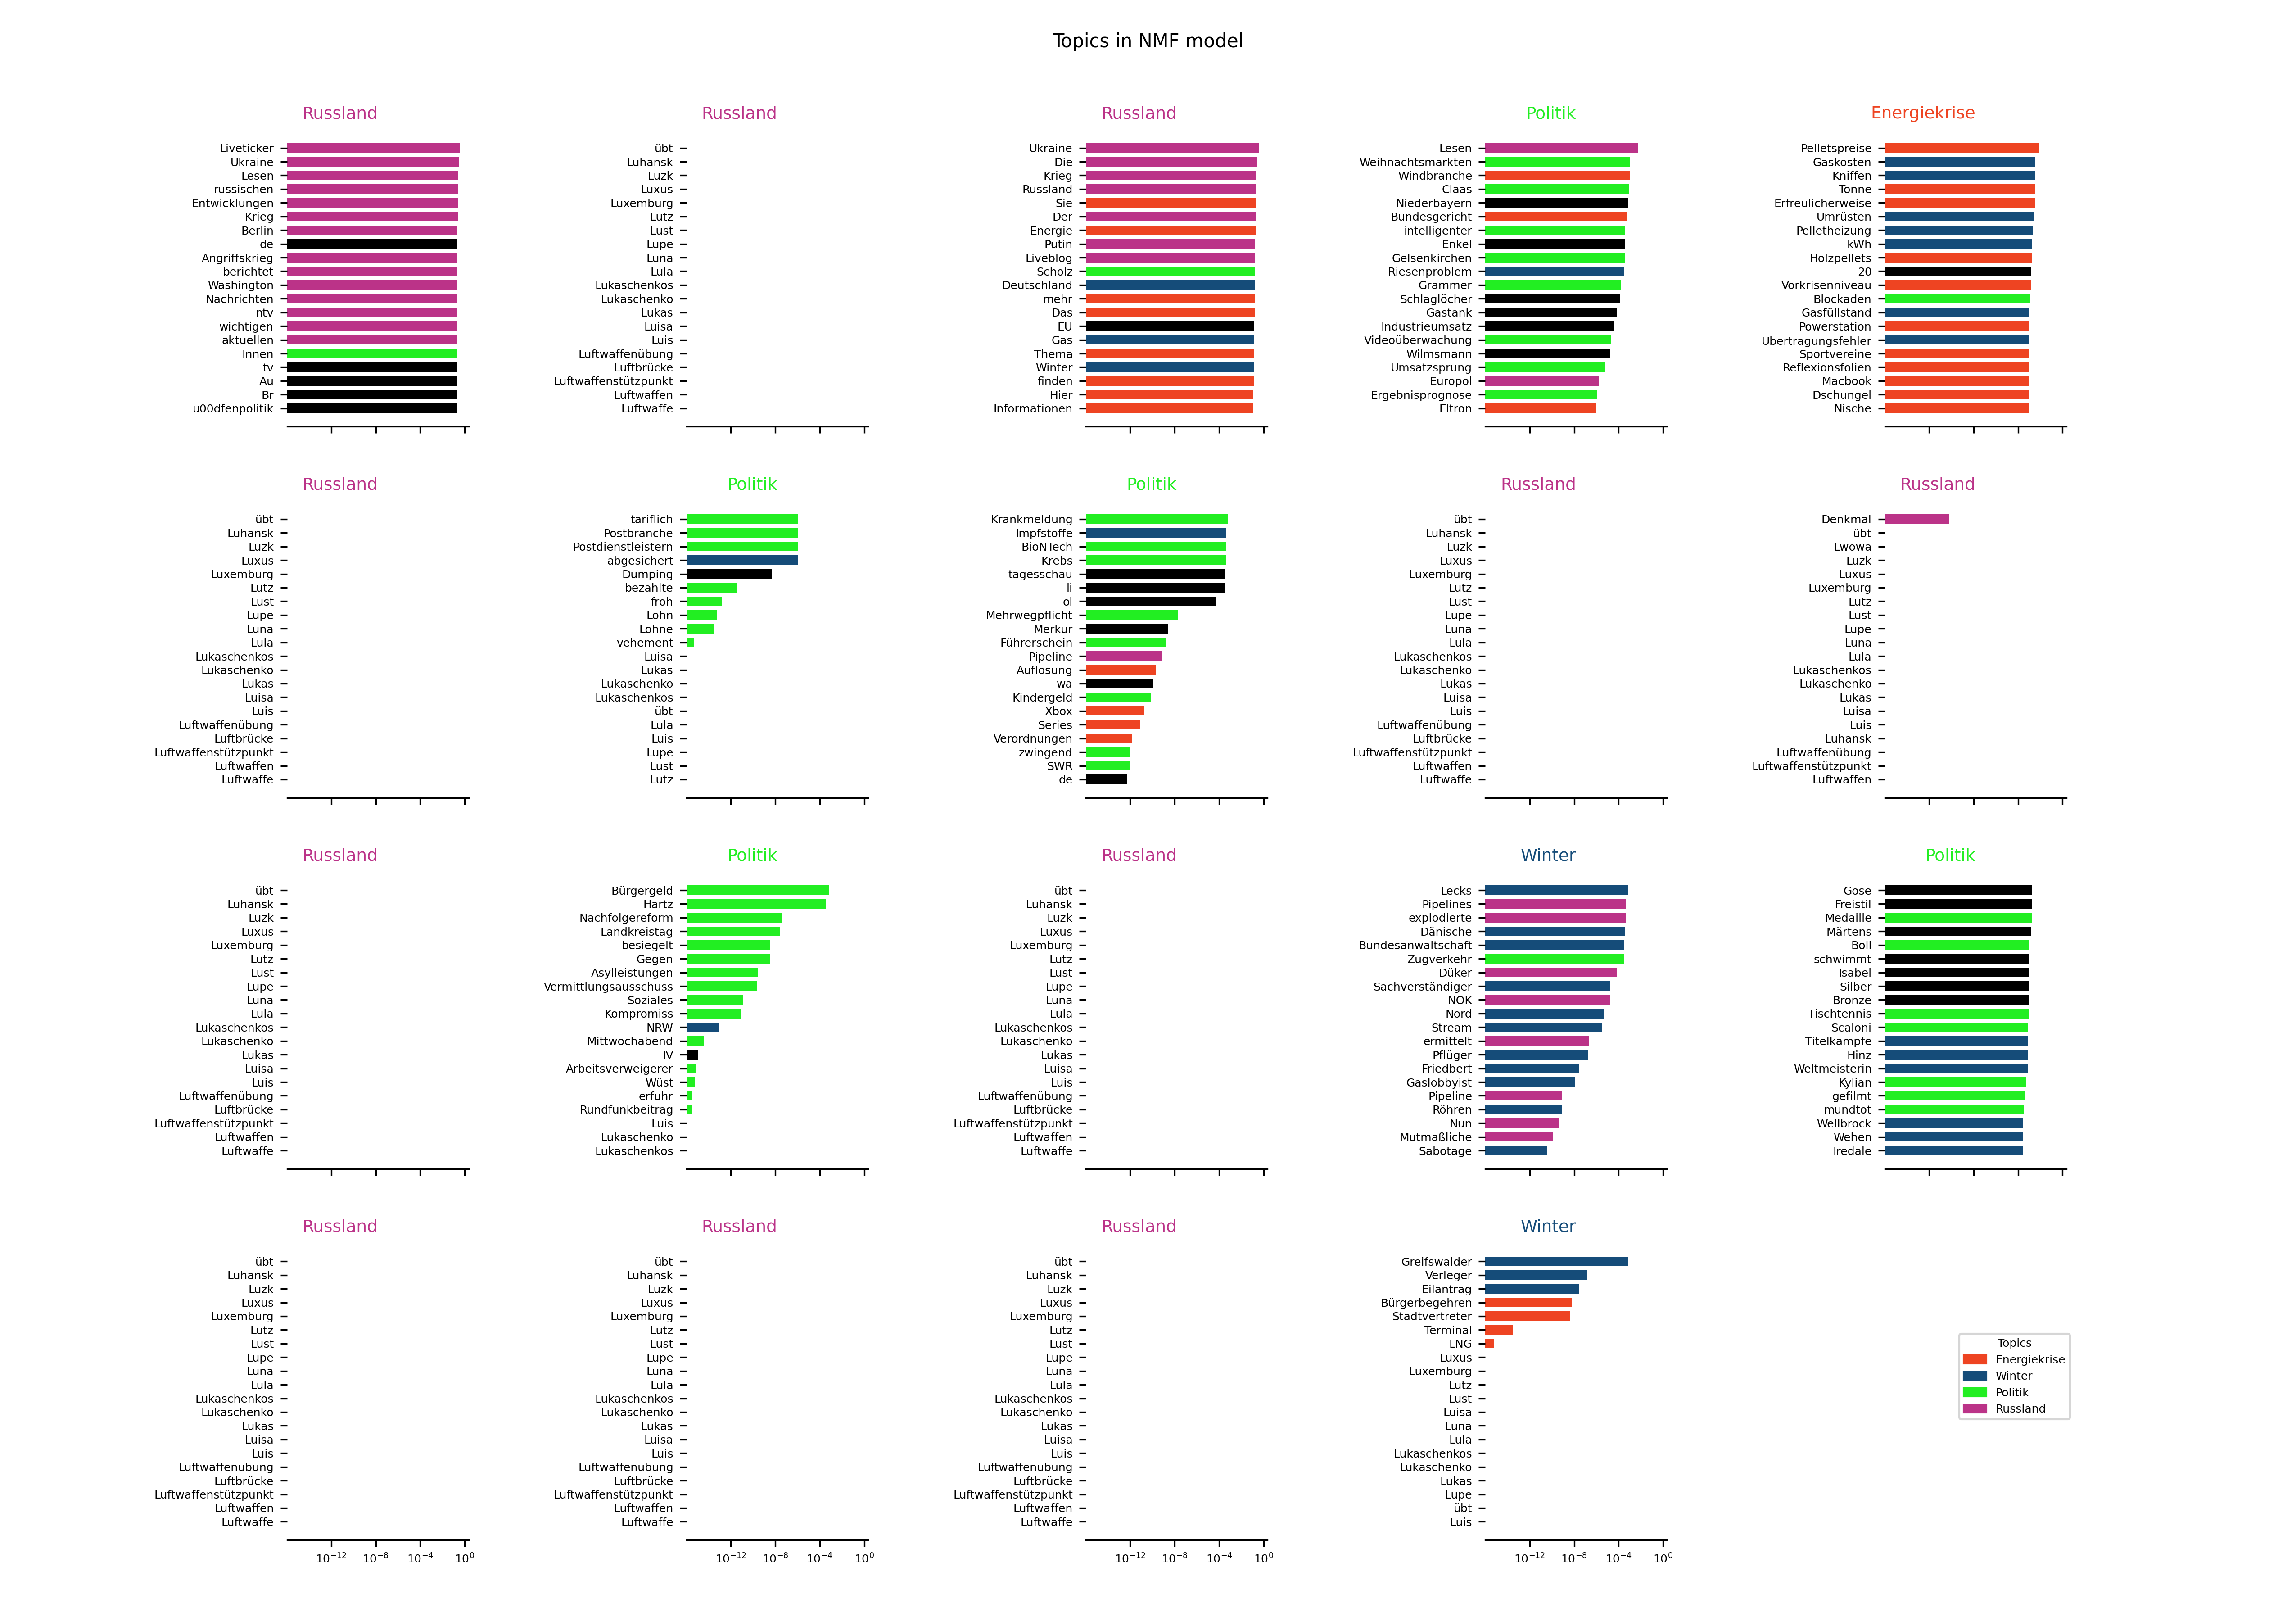 Topics in NMF model
Russland
Liveticker
Ukraine
Lesen
russischen
Entwicklungen
Krieg
Berlin
de
Angriffskrieg
berichtet
Washington
Nachrichten
ntv
wichtigen
aktuellen
Innen
tv
Au
Br
u00dfenpolitik
Russland
übt
Luhansk
Luzk
Luxus
Luxemburg
Lutz
Lust
Lupe
Luna
Lula
Lukaschenkos
Lukaschenko
Lukas
Luisa
Luis
Luftwaffenübung
Luftbrücke
Luftwaffenstützpunkt
Luftwaffen
Luftwaffe
Russland
Ukraine
Die
Krieg
Russland
Sie
Der
Energie
Putin
Liveblog
Scholz
Deutschland
mehr
Das
EU
Gas
Thema
Winter
finden
Hier
Informationen
Politik
Lesen
Weihnachtsmärkten
Windbranche
Claas
Niederbayern
Bundesgericht
intelligenter
Enkel
Gelsenkirchen
Riesenproblem
Grammer
Schlaglöcher
Gastank
Industrieumsatz
Videoüberwachung
Wilmsmann
Umsatzsprung
Europol
Ergebnisprognose
Eltron
Energiekrise
Pelletspreise
Gaskosten
Kniffen
Tonne
Erfreulicherweise
Umrüsten
Pelletheizung
kWh
Holzpellets
20
Vorkrisenniveau
Blockaden
Gasfüllstand
Powerstation
Übertragungsfehler
Sportvereine
Reflexionsfolien
Macbook
Dschungel
Nische
Russland
übt
Luhansk
Luzk
Luxus
Luxemburg
Lutz
Lust
Lupe
Luna
Lula
Lukaschenkos
Lukaschenko
Lukas
Luisa
Luis
Luftwaffenübung
Luftbrücke
Luftwaffenstützpunkt
Luftwaffen
Luftwaffe
Politik
tariflich
Postbranche
Postdienstleistern
abgesichert
Dumping
bezahlte
froh
Lohn
Löhne
vehement
Luisa
Lukas
Lukaschenko
Lukaschenkos
übt
Lula
Luis
Lupe
Lust
Lutz
Politik
Krankmeldung
Impfstoffe
BioNTech
Krebs
tagesschau
li
ol
Mehrwegpflicht
Merkur
Führerschein
Pipeline
Auflösung
wa
Kindergeld
Xbox
Series
Verordnungen
zwingend
SWR
de
Russland
übt
Luhansk
Luzk
Luxus
Luxemburg
Lutz
Lust
Lupe
Luna
Lula
Lukaschenkos
Lukaschenko
Lukas
Luisa
Luis
Luftwaffenübung
Luftbrücke
Luftwaffenstützpunkt
Luftwaffen
Luftwaffe
Russland
Denkmal
übt
Lwowa
Luzk
Luxus
Luxemburg
Lutz
Lust
Lupe
Luna
Lula
Lukaschenkos
Lukaschenko
Lukas
Luisa
Luis
Luhansk
Luftwaffenübung
Luftwaffenstützpunkt
Luftwaffen
Russland
übt
Luhansk
Luzk
Luxus
Luxemburg
Lutz
Lust
Lupe
Luna
Lula
Lukaschenkos
Lukaschenko
Lukas
Luisa
Luis
Luftwaffenübung
Luftbrücke
Luftwaffenstützpunkt
Luftwaffen
Luftwaffe
Politik
Bürgergeld
Hartz
Nachfolgereform
Landkreistag
besiegelt
Gegen
Asylleistungen
Vermittlungsausschuss
Soziales
Kompromiss
NRW
Mittwochabend
IV
Arbeitsverweigerer
Wüst
erfuhr
Rundfunkbeitrag
Luis
Lukaschenko
Lukaschenkos
Russland
übt
Luhansk
Luzk
Luxus
Luxemburg
Lutz
Lust
Lupe
Luna
Lula
Lukaschenkos
Lukaschenko
Lukas
Luisa
Luis
Luftwaffenübung
Luftbrücke
Luftwaffenstützpunkt
Luftwaffen
Luftwaffe
Winter
Lecks
Pipelines
explodierte
Dänische
Bundesanwaltschaft
Zugverkehr
Düker
Sachverständiger
NOK
Nord
Stream
ermittelt
Pflüger
Friedbert
Gaslobbyist
Pipeline
Röhren
Nun
Mutmaßliche
Sabotage
Politik
Gose
Freistil
Medaille
Märtens
Boll
schwimmt
Isabel
Silber
Bronze
Tischtennis
Scaloni
Titelkämpfe
Hinz
Weltmeisterin
Kylian
gefilmt
mundtot
Wellbrock
Wehen
Iredale
Russland
übt
Luhansk
Luzk
Luxus
Luxemburg
Lutz
Lust
Lupe
Luna
Lula
Lukaschenkos
Lukaschenko
Lukas
Luisa
Luis
Luftwaffenübung
Luftbrücke
Luftwaffenstützpunkt
Luftwaffen
Luftwaffe
10⁻¹² 10⁻⁸ 10⁻⁴ 10⁰
Russland
übt
Luhansk
Luzk
Luxus
Luxemburg
Lutz
Lust
Lupe
Luna
Lula
Lukaschenkos
Lukaschenko
Lukas
Luisa
Luis
Luftwaffenübung
Luftbrücke
Luftwaffenstützpunkt
Luftwaffen
Luftwaffe
10⁻¹² 10⁻⁸ 10⁻⁴ 10⁰
Russland
übt
Luhansk
Luzk
Luxus
Luxemburg
Lutz
Lust
Lupe
Luna
Lula
Lukaschenkos
Lukaschenko
Lukas
Luisa
Luis
Luftwaffenübung
Luftbrücke
Luftwaffenstützpunkt
Luftwaffen
Luftwaffe
10⁻¹² 10⁻⁸ 10⁻⁴ 10⁰
Winter
Greifswalder
Verleger
Eilantrag
Bürgerbegehren
Stadtvertreter
Terminal
LNG
Luxus
Luxemburg
Lutz
Lust
Luisa
Luna
Lula
Lukaschenkos
Lukaschenko
Lukas
Lupe
übt
Luis
10⁻¹² 10⁻⁸ 10⁻⁴ 10⁰
Topics
Energiekrise
Winter
Politik
Russland